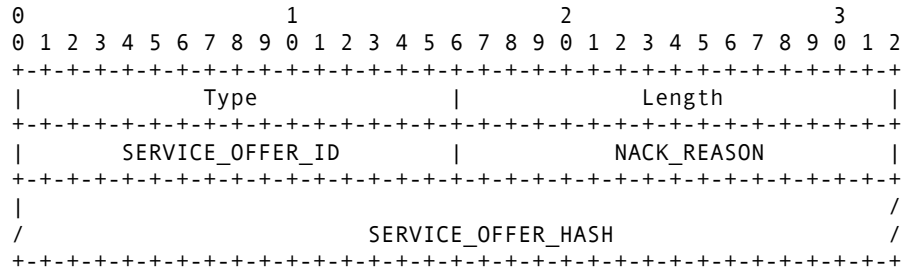 0                   1                   2                   3
0 1 2 3 4 5 6 7 8 9 0 1 2 3 4 5 6 7 8 9 0 1 2 3 4 5 6 7 8 9 0 1 2
+-+-+-+-+-+-+-+-+-+-+-+-+-+-+-+-+-+-+-+-+-+-+-+-+-+-+-+-+-+-+-+-+
|             Type              |             Length            |
+-+-+-+-+-+-+-+-+-+-+-+-+-+-+-+-+-+-+-+-+-+-+-+-+-+-+-+-+-+-+-+-+
|       SERVICE_OFFER_ID        |           NACK_REASON         |
+-+-+-+-+-+-+-+-+-+-+-+-+-+-+-+-+-+-+-+-+-+-+-+-+-+-+-+-+-+-+-+-+
|                                                               /
/                         SERVICE_OFFER_HASH                    /
+-+-+-+-+-+-+-+-+-+-+-+-+-+-+-+-+-+-+-+-+-+-+-+-+-+-+-+-+-+-+-+-+